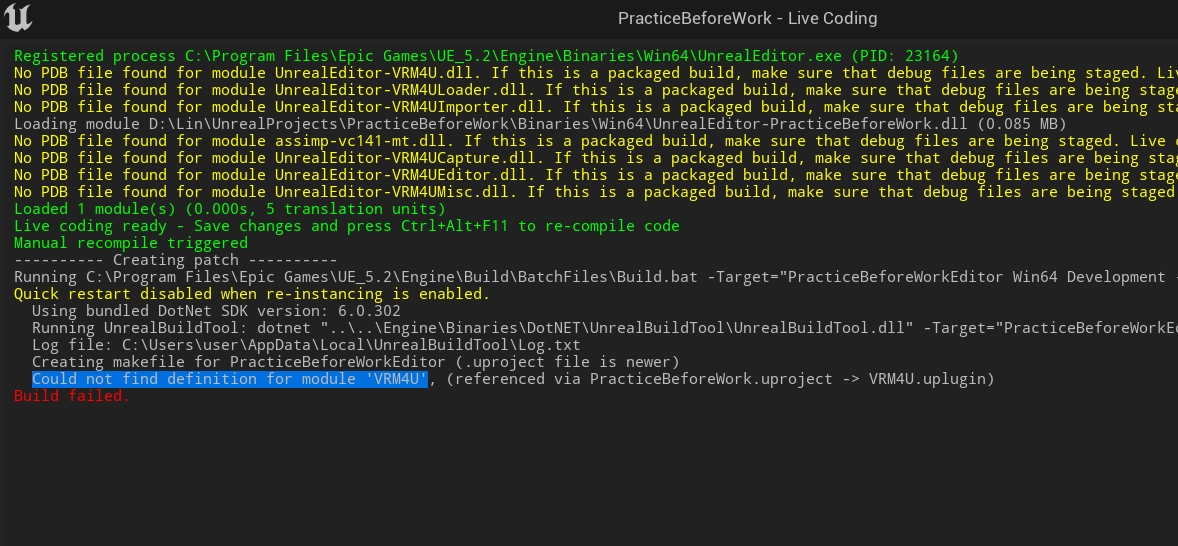 PracticeBeforeWork - Live Coding
Registered process C:\Program Files\Epic Games\UE_5.2\Engine\Binaries\Win64\UnrealEditor.exe (PID: 23164)
No PDB file found for module UnrealEditor-VRM4U.dll. If this is a packaged build, make sure that debug files are being staged. Li
No PDB file found for module UnrealEditor-VRM4ULoader.dll. If this is a packaged build, make sure that debug files are being stag
No PDB file found for module UnrealEditor-VRM4UImporter.dll. If this is a packaged build, make sure that debug files are being st
Loading module D:\Lin\UnrealProjects\PracticeBeforeWork\Binaries\Win64\UnrealEditor-PracticeBeforeWork.dll (0.085 MB)
No PDB file found for module assimp-vc141-mt.dll. If this is a packaged build, make sure that debug files are being staged. Live
No PDB file found for module UnrealEditor-VRM4UCapture.dll. If this is a packaged build, make sure that debug files are being sta
No PDB file found for module UnrealEditor-VRM4UEditor.dll. If this is a packaged build, make sure that debug files are being stag
No PDB file found for module UnrealEditor-VRM4UMisc.dll. If this is a packaged build, make sure that debug files are being staged
Loaded 1 module(s) (0.000s, 5 translation units)
Live coding ready - Save changes and press Ctrl+Alt+F11 to re-compile code
Manual recompile triggered
---------- Creating patch ----------
Running C:\Program Files\Epic Games\UE_5.2\Engine\Build\BatchFiles\Build.bat -Target="PracticeBeforeWorkEditor Win64 Development -
Quick restart disabled when re-instancing is enabled.
Using bundled DotNet SDK version: 6.0.302
Running UnrealBuildTool: dotnet "..\..\Engine\Binaries\DotNET\UnrealBuildTool\UnrealBuildTool.dll" -Target="PracticeBeforeWorkE
Log file: C:\Users\user\AppData\Local\UnrealBuildTool\Log.txt
Creating makefile for PracticeBeforeWorkEditor (.uproject file is newer)
Could not find definition for module 'VRM4U', (referenced via PracticeBeforeWork.uproject -> VRM4U.uplugin)
Build failed.